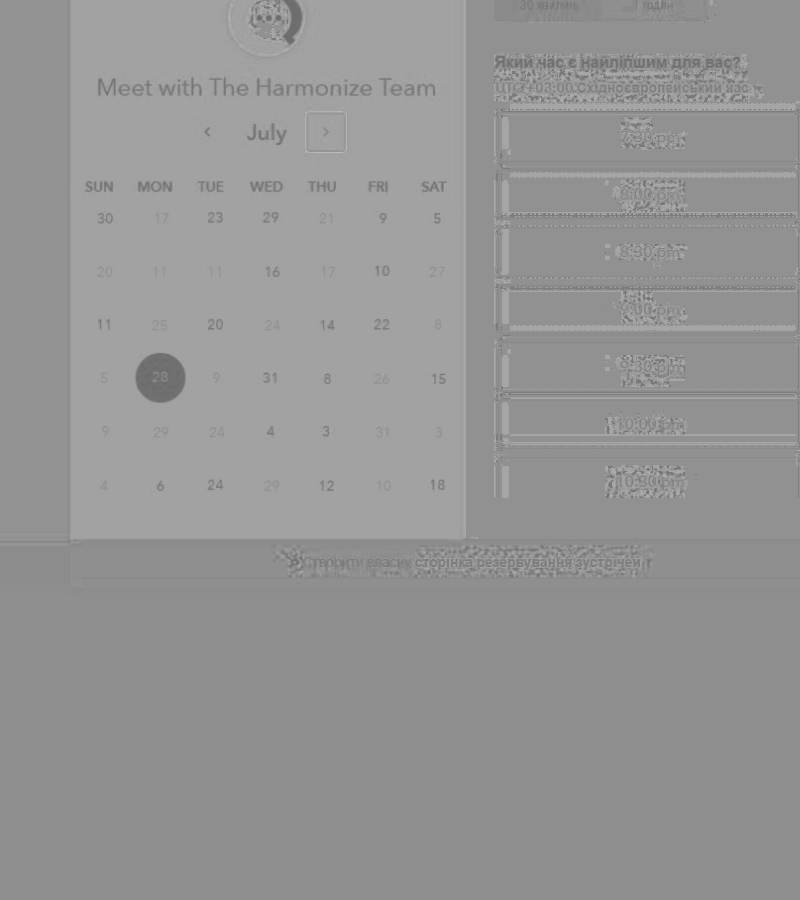 30 хвилин 1 годин
Meet with The Harmonize Team
July
SUN MON TUE WED THU FRI SAT
30 17 23 29 21 9 5
20 11 11 16 17 10 27
11 25 20 24 14 22 8
5 28 9 31 8 26 15
9 29 24 4 3 31 3
4 6 24 29 12 10 18
Який час є найліпшим для вас?
UTC +03:00 Східноєвропейський час
7:30 pm
8:00 pm
8:30 pm
9:00 pm
9:30 pm
10:00 pm
10:30 pm
Створити власну сторінка резервування зустрічей